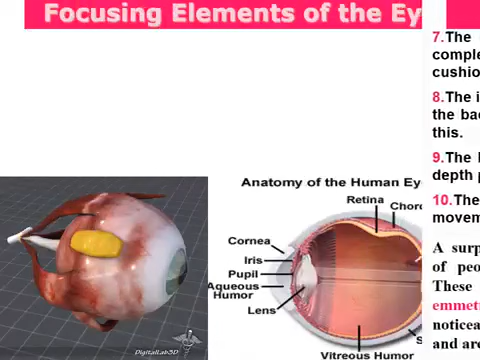 Focusing Elements of the Ey
7.The
comple
cushio
8.The i
the bac
this.
9.The
depth p
10.The
movem
A surp
of peo
These
emmet
noticea
and are
Anatomy of the Human Eye
Retina
Choro
Cornea
Iris
Pupil
Aqueous
Humor
Lens
Vitreous Humor
S
DigitalLab3D